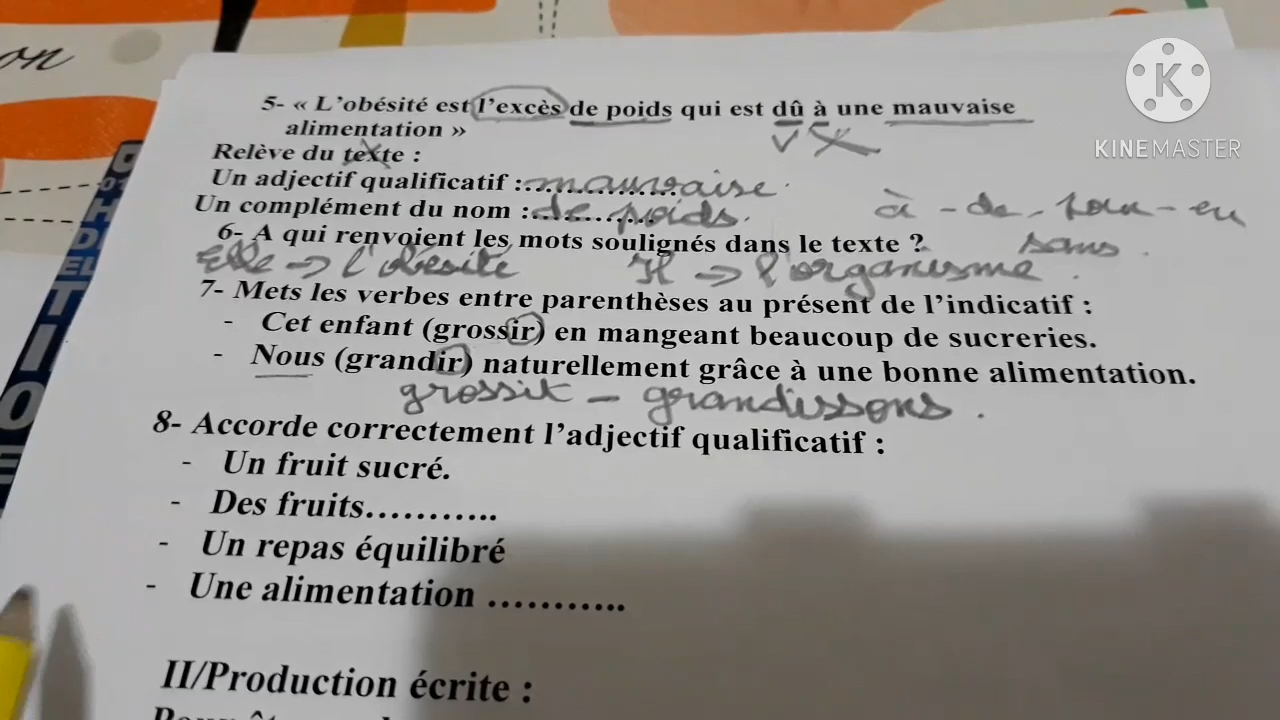 on
K
KINEMASTER
5- « L'obésité est l'excès de poids qui est dû à une mauvaise
alimentation »
Relève du texte :
Un adjectif qualificatif :..mauvaise.
Un complément du nom :..de poids.
à - de - pour - en
sans.
6- A qui renvoient les mots soulignés dans le texte ?
Elle → l'obésité Il → l'organisme.
7- Mets les verbes entre parenthèses au présent de l'indicatif :
- Cet enfant (grossir) en mangeant beaucoup de sucreries.
- Nous (grandir) naturellement grâce à une bonne alimentation.
grossit - grandissons.
8- Accorde correctement l'adjectif qualificatif :
- Un fruit sucré.
- Des fruits...........
- Un repas équilibré
- Une alimentation ...........
II/Production écrite :